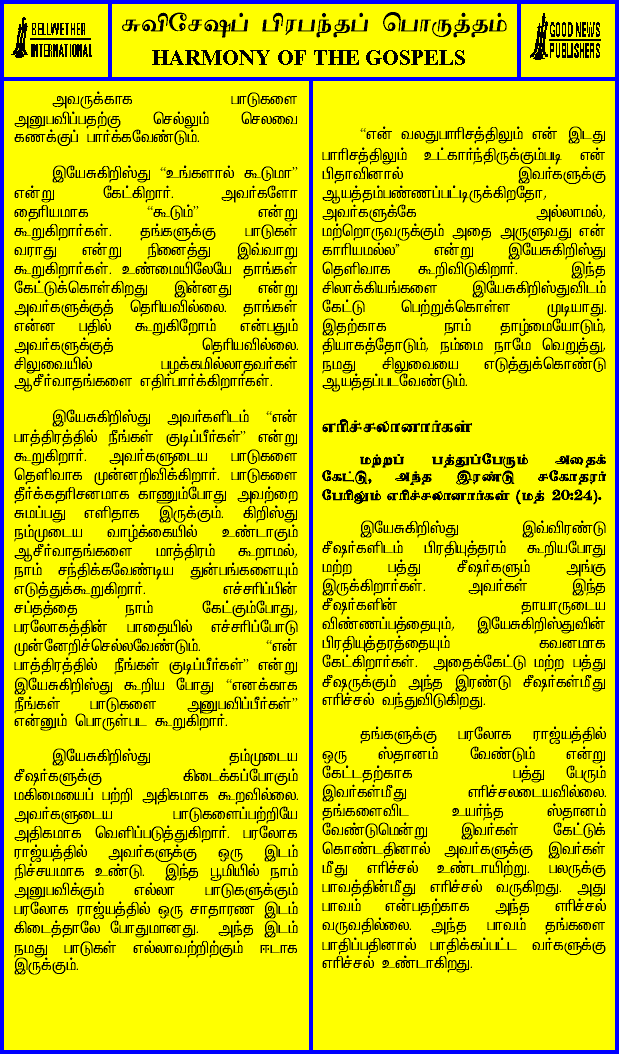 BELLWETHER
INTERNATIONAL
சுவிசேஷப் பிரபந்தப் பொருத்தம்
HARMONY OF THE GOSPELS
GOOD NEWS
PUBLISHERS
அவருக்காக பாடுகளை
அனுபவிப்பதற்கு செல்லும் செலவை
கணக்குப் பார்க்கவேண்டும்.
இயேசுகிறிஸ்து “உங்களால் கூடுமா”
என்று கேட்கிறார். அவர்களோ
தைரியமாக “கூடும்” என்று
கூறுகிறார்கள். தங்களுக்கு பாடுகள்
வராது என்று நினைத்து இவ்வாறு
கூறுகிறார்கள். உண்மையிலேயே தாங்கள்
கேட்டுக்கொள்கிறது இன்னது என்று
அவர்களுக்குத் தெரியவில்லை. தாங்கள்
என்ன பதில் கூறுகிறோம் என்பதும்
அவர்களுக்குத் தெரியவில்லை.
சிலுவையில் பழக்கமில்லாதவர்கள்
ஆசீர்வாதங்களை எதிர்பார்க்கிறார்கள்.
இயேசுகிறிஸ்து அவர்களிடம் “என்
பாத்திரத்தில் நீங்கள் குடிப்பீர்கள்” என்று
கூறுகிறார். அவர்களுடைய பாடுகளை
தெளிவாக முன்னறிவிக்கிறார். பாடுகளை
தீர்க்கதரிசனமாக காணும்போது அவற்றை
சுமப்பது எளிதாக இருக்கும். கிறிஸ்து
நம்முடைய வாழ்க்கையில் உண்டாகும்
ஆசீர்வாதங்களை மாத்திரம் கூறாமல்,
நாம் சந்திக்கவேண்டிய துன்பங்களையும்
எடுத்துக்கூறுகிறார். எச்சரிப்பின்
சப்தத்தை நாம் கேட்கும்போது,
பரலோகத்தின் பாதையில் எச்சரிப்போடு
முன்னேறிச்செல்லவேண்டும். “என்
பாத்திரத்தில் நீங்கள் குடிப்பீர்கள்” என்று
இயேசுகிறிஸ்து கூறிய போது “எனக்காக
நீங்கள் பாடுகளை அனுபவிப்பீர்கள்”
என்னும் பொருள்பட கூறுகிறார்.
இயேசுகிறிஸ்து தம்முடைய
சீஷர்களுக்கு கிடைக்கப்போகும்
மகிமையைப் பற்றி அதிகமாக கூறவில்லை.
அவர்களுடைய பாடுகளைப்பற்றியே
அதிகமாக வெளிப்படுத்துகிறார். பரலோக
ராஜ்யத்தில் அவர்களுக்கு ஒரு இடம்
நிச்சயமாக உண்டு. இந்த பூமியில் நாம்
அனுபவிக்கும் எல்லா பாடுகளுக்கும்
பரலோக ராஜ்யத்தில் ஒரு சாதாரண இடம்
கிடைத்தாலே போதுமானது. அந்த இடம்
நமது பாடுகள் எல்லாவற்றிற்கும் ஈடாக
இருக்கும்.
“என் வலதுபாரிசத்திலும் என் இடது
பாரிசத்திலும் உட்கார்ந்திருக்கும்படி என்
பிதாவினால் இவர்களுக்கு
ஆயத்தம்பண்ணப்பட்டிருக்கிறதோ,
அவர்களுக்கே அல்லாமல்,
மற்றொருவருக்கும் அதை அருளுவது என்
காரியமல்ல” என்று இயேசுகிறிஸ்து
தெளிவாக கூறிவிடுகிறார். இந்த
சிலாக்கியங்களை இயேசுகிறிஸ்துவிடம்
கேட்டு பெற்றுக்கொள்ள முடியாது.
இதற்காக நாம் தாழ்மையோடும்,
தியாகத்தோடும், நம்மை நாமே வெறுத்து,
நமது சிலுவையை எடுத்துக்கொண்டு
ஆயத்தப்படவேண்டும்.
எரிச்சலானார்கள்
மற்றப் பத்துப்பேரும் அதைக்
கேட்டு, அந்த இரண்டு சகோதரர்
பேரிலும் எரிச்சலானார்கள் (மத் 20:24).
இயேசுகிறிஸ்து இவ்விரண்டு
சீஷர்களிடம் பிரதியுத்தரம் கூறியபோது
மற்ற பத்து சீஷர்களும் அங்கு
இருக்கிறார்கள். அவர்கள் இந்த
சீஷர்களின் தாயாருடைய
விண்ணப்பத்தையும், இயேசுகிறிஸ்துவின்
பிரதியுத்தரத்தையும் கவனமாக
கேட்கிறார்கள். அதைக்கேட்டு மற்ற பத்து
சீஷருக்கும் அந்த இரண்டு சீஷர்கள்மீது
எரிச்சல் வந்துவிடுகிறது.
தங்களுக்கு பரலோக ராஜ்யத்தில்
ஒரு ஸ்தானம் வேண்டும் என்று
கேட்டதற்காக பத்து பேரும்
இவர்கள்மீது எரிச்சலடையவில்லை.
தங்களைவிட உயர்ந்த ஸ்தானம்
வேண்டுமென்று இவர்கள் கேட்டுக்
கொண்டதினால் அவர்களுக்கு இவர்கள்
மீது எரிச்சல் உண்டாயிற்று. பலருக்கு
பாவத்தின்மீது எரிச்சல் வருகிறது. அது
பாவம் என்பதற்காக அந்த எரிச்சல்
வருவதில்லை. அந்த பாவம் தங்களை
பாதிப்பதினால் பாதிக்கப்பட்ட வர்களுக்கு
எரிச்சல் உண்டாகிறது.